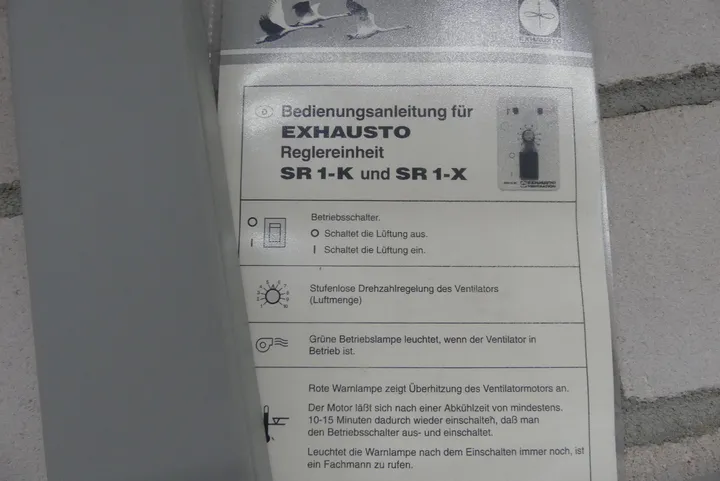 EXHAUSTO
Bedienungsanleitung für
EXHAUSTO
Reglereinheit
SR 1-K und SR 1-X
Betriebsschalter.
O Schaltet die Lüftung aus.
I Schaltet die Lüftung ein.
Stufenlose Drehzahlregelung des Ventilators
(Luftmenge)
Grüne Betriebslampe leuchtet, wenn der Ventilator in
Betrieb ist.
Rote Warnlampe zeigt Überhitzung des Ventilatormotors an.
Der Motor läßt sich nach einer Abkühlzeit von mindestens.
10-15 Minuten dadurch wieder einschalteh, daß man
den Betriebsschalter aus- und einschaltet.
Leuchtet die Warnlampe nach dem Einschalten immer noch, ist
ein Fachmann zu rufen.